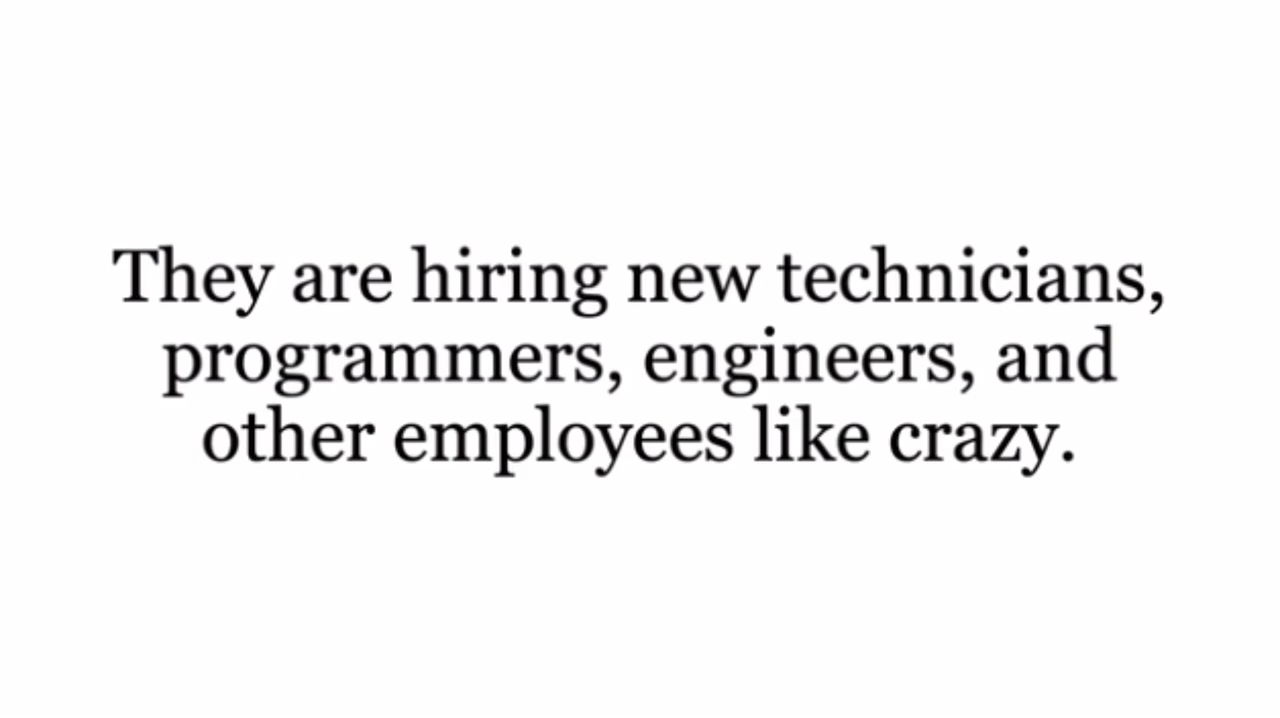 They are hiring new technicians,
programmers, engineers, and
other employees like crazy.